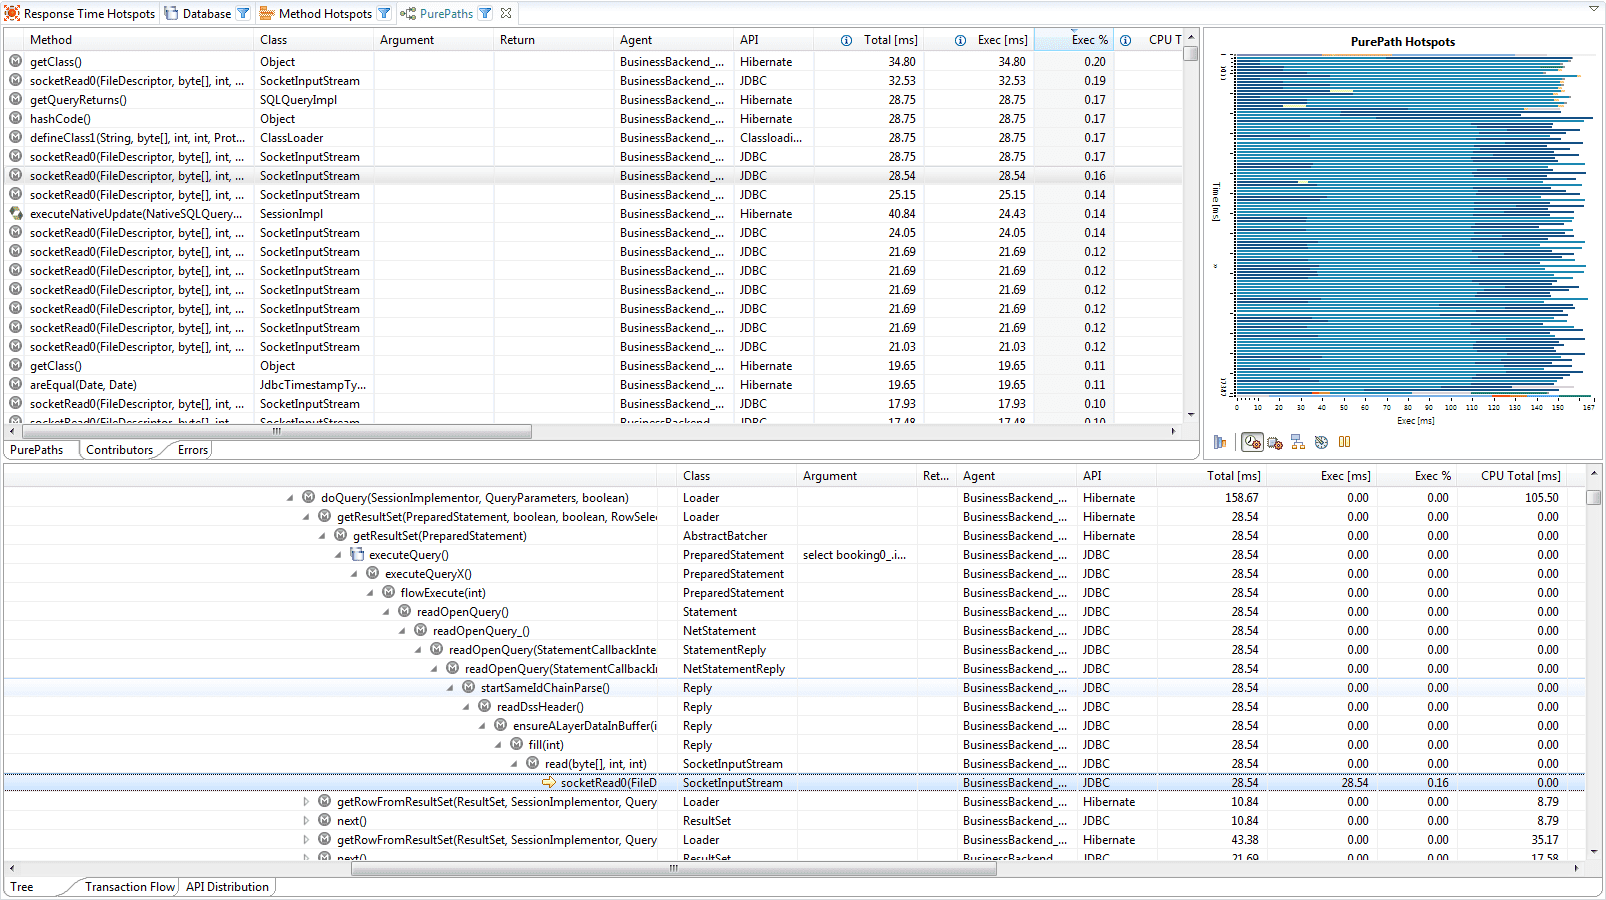 Response Time Hotspots Database Method Hotspots PurePaths
Method Class Argument Return Agent API Total [ms] Exec [ms] Exec % CPU T
getClass() Object BusinessBackend_... Hibernate 34.80 34.80 0.20
socketRead0(FileDescriptor, byte[], int, ... SocketInputStream BusinessBackend_... JDBC 32.53 32.53 0.19
getQueryReturns() SQLQueryImpl BusinessBackend_... Hibernate 28.75 28.75 0.17
hashCode() Object BusinessBackend_... Hibernate 28.75 28.75 0.17
defineClass1(String, byte[], int, int, Prot... ClassLoader BusinessBackend_... Classloadi... 28.75 28.75 0.17
socketRead0(FileDescriptor, byte[], int, ... SocketInputStream BusinessBackend_... JDBC 28.75 28.75 0.17
socketRead0(FileDescriptor, byte[], int, ... SocketInputStream BusinessBackend_... JDBC 28.54 28.54 0.16
socketRead0(FileDescriptor, byte[], int, ... SocketInputStream BusinessBackend_... JDBC 25.15 25.15 0.14
executeNativeUpdate(NativeSQLQuery... SessionImpl BusinessBackend_... Hibernate 40.84 24.43 0.14
socketRead0(FileDescriptor, byte[], int, ... SocketInputStream BusinessBackend_... JDBC 24.05 24.05 0.14
socketRead0(FileDescriptor, byte[], int, ... SocketInputStream BusinessBackend_... JDBC 21.69 21.69 0.12
socketRead0(FileDescriptor, byte[], int, ... SocketInputStream BusinessBackend_... JDBC 21.69 21.69 0.12
socketRead0(FileDescriptor, byte[], int, ... SocketInputStream BusinessBackend_... JDBC 21.69 21.69 0.12
socketRead0(FileDescriptor, byte[], int, ... SocketInputStream BusinessBackend_... JDBC 21.69 21.69 0.12
socketRead0(FileDescriptor, byte[], int, ... SocketInputStream BusinessBackend_... JDBC 21.69 21.69 0.12
socketRead0(FileDescriptor, byte[], int, ... SocketInputStream BusinessBackend_... JDBC 21.03 21.03 0.12
getClass() Object BusinessBackend_... Hibernate 19.65 19.65 0.11
areEqual(Date, Date) JdbcTimestampTy... BusinessBackend_... Hibernate 19.65 19.65 0.11
socketRead0(FileDescriptor, byte[], int, ... SocketInputStream BusinessBackend_... JDBC 17.93 17.93 0.10
socketRead0(FileDescriptor, byte[], int, ... SocketInputStream BusinessBackend_... JDBC 17.48 17.48 0.10
PurePaths Contributors Errors
PurePath Hotspots
Time [ms]
0 10 20 30 40 50 60 70 80 90 100 110 120 130 140 150 167
Exec [ms]
Class Argument Ret... Agent API Total [ms] Exec [ms] Exec % CPU Total [ms]
doQuery(SessionImplementor, QueryParameters, boolean) Loader BusinessBackend_... Hibernate 158.67 0.00 0.00 105.50
getResultSet(PreparedStatement, boolean, boolean, RowSelec Loader BusinessBackend_... Hibernate 28.54 0.00 0.00 0.00
getResultSet(PreparedStatement) AbstractBatcher BusinessBackend_... Hibernate 28.54 0.00 0.00 0.00
executeQuery() PreparedStatement select booking0_.i... BusinessBackend_... JDBC 28.54 0.00 0.00 0.00
executeQueryX() PreparedStatement BusinessBackend_... JDBC 28.54 0.00 0.00 0.00
flowExecute(int) PreparedStatement BusinessBackend_... JDBC 28.54 0.00 0.00 0.00
readOpenQuery() Statement BusinessBackend_... JDBC 28.54 0.00 0.00 0.00
readOpenQuery_() NetStatement BusinessBackend_... JDBC 28.54 0.00 0.00 0.00
readOpenQuery(StatementCallbackInte StatementReply BusinessBackend_... JDBC 28.54 0.00 0.00 0.00
readOpenQuery(StatementCallbackI NetStatementReply BusinessBackend_... JDBC 28.54 0.00 0.00 0.00
startSameIdChainParse() Reply BusinessBackend_... JDBC 28.54 0.00 0.00 0.00
readDssHeader() Reply BusinessBackend_... JDBC 28.54 0.00 0.00 0.00
ensureALayerDataInBuffer(i Reply BusinessBackend_... JDBC 28.54 0.00 0.00 0.00
fill(int) Reply BusinessBackend_... JDBC 28.54 0.00 0.00 0.00
read(byte[], int, int) SocketInputStream BusinessBackend_... JDBC 28.54 0.00 0.00 0.00
socketRead0(FileD SocketInputStream BusinessBackend_... JDBC 28.54 28.54 0.16 0.00
getRowFromResultSet(ResultSet, SessionImplementor, Query Loader BusinessBackend_... Hibernate 10.84 0.00 0.00 8.79
next() ResultSet BusinessBackend_... JDBC 10.84 0.00 0.00 8.79
getRowFromResultSet(ResultSet, SessionImplementor, Query Loader BusinessBackend_... Hibernate 43.38 0.00 0.00 35.17
next() ResultSet BusinessBackend_... JDBC 21.69 0.00 0.00 17.58
Tree Transaction Flow API Distribution